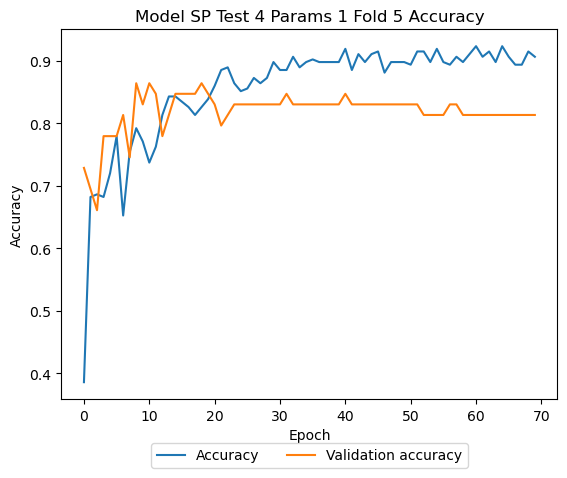 Model SP Test 4 Params 1 Fold 5 Accuracy
Accuracy
0.9
0.8
0.7
0.6
0.5
0.4
0 10 20 30 40 50 60 70
Epoch
Accuracy Validation accuracy